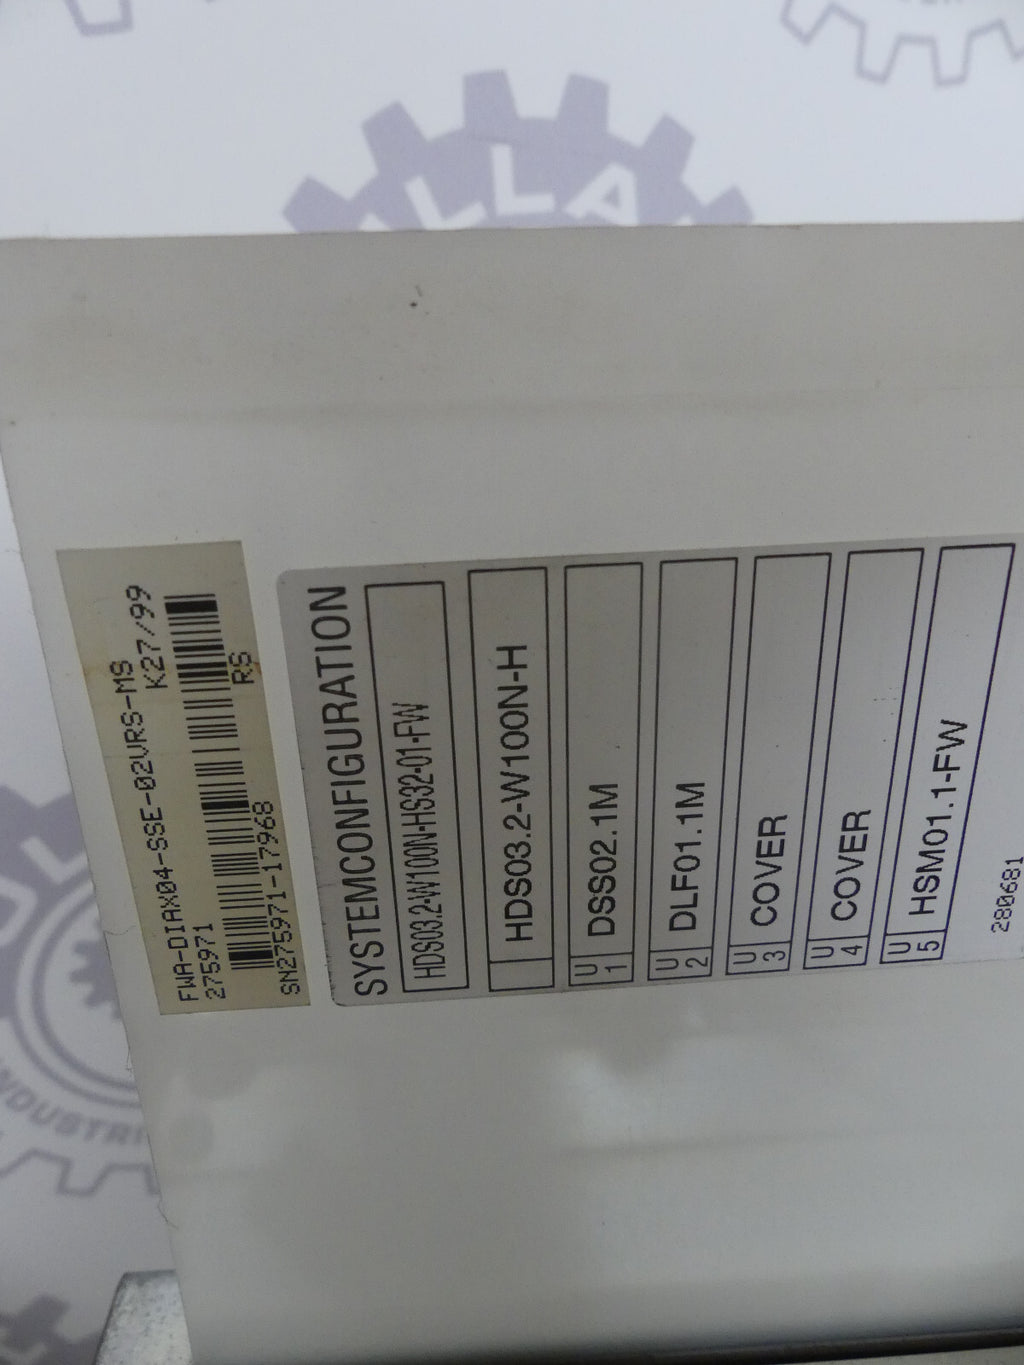 FWA-DIAX04-SSE-02VRS-MS
275971 K27/99
SN275971-17968 RS
SYSTEMCONFIGURATION
HDS03.2-W100N-HS32-01-FW
HDS03.2-W100N-H
U1 DSS02.1M
U2 DLF01.1M
U3 COVER
U4 COVER
U5 HSM01.1-FW
280681